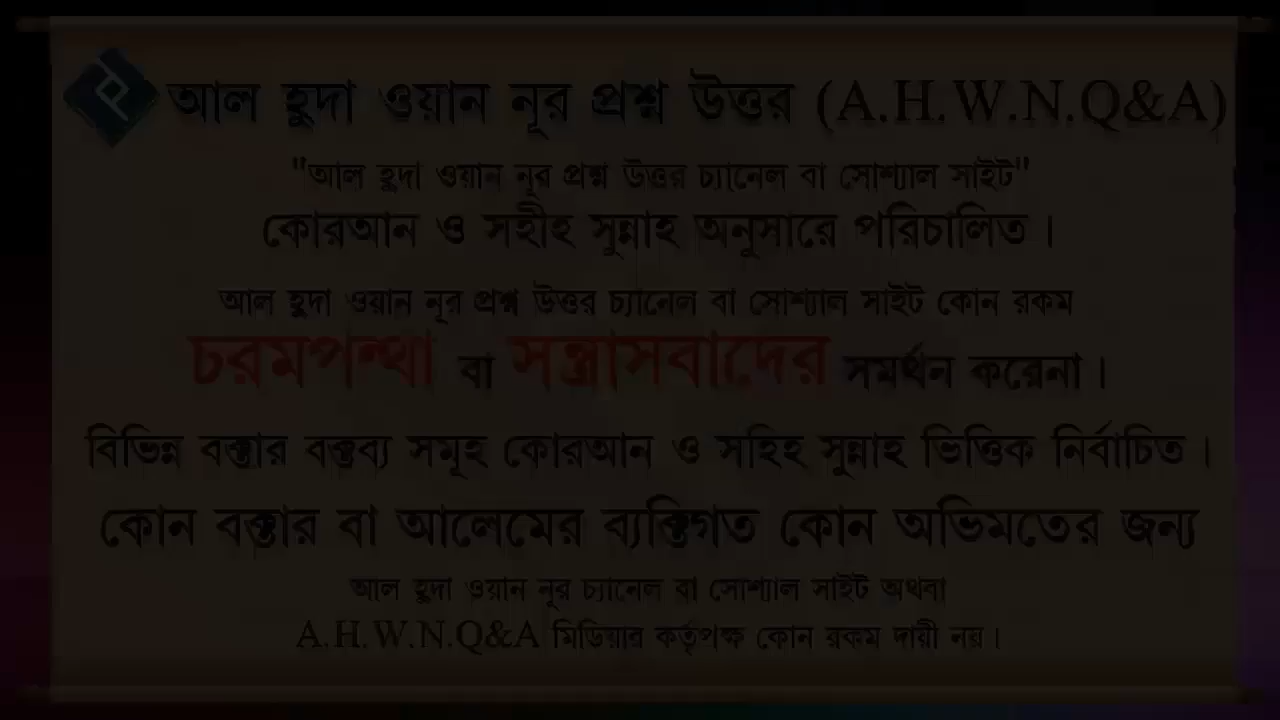 আল হুদা ওয়ান নূর প্রশ্ন উত্তর (A.H.W.N.Q&A)
"আল হুদা ওয়ান নূর প্রশ্ন উত্তর চ্যানেল বা সোশ্যাল সাইট"
কোরআন ও সহীহ সুন্নাহ অনুসারে পরিচালিত।
আল হুদা ওয়ান নূর প্রশ্ন উত্তর চ্যানেল বা সোশ্যাল সাইট কোন রকম
চরমপন্থা বা সন্ত্রাসবাদের সমর্থন করেনা।
বিভিন্ন বক্তার বক্তব্য সমূহ কোরআন ও সহিহ সুন্নাহ ভিত্তিক নির্বাচিত।
কোন বক্তার বা আলেমের ব্যক্তিগত কোন অভিমতের জন্য
আল হুদা ওয়ান নূর চ্যানেল বা সোশ্যাল সাইট অথবা
A.H.W.N.Q&A মিডিয়ার কর্তৃপক্ষ কোন রকম দায়ী নয়।